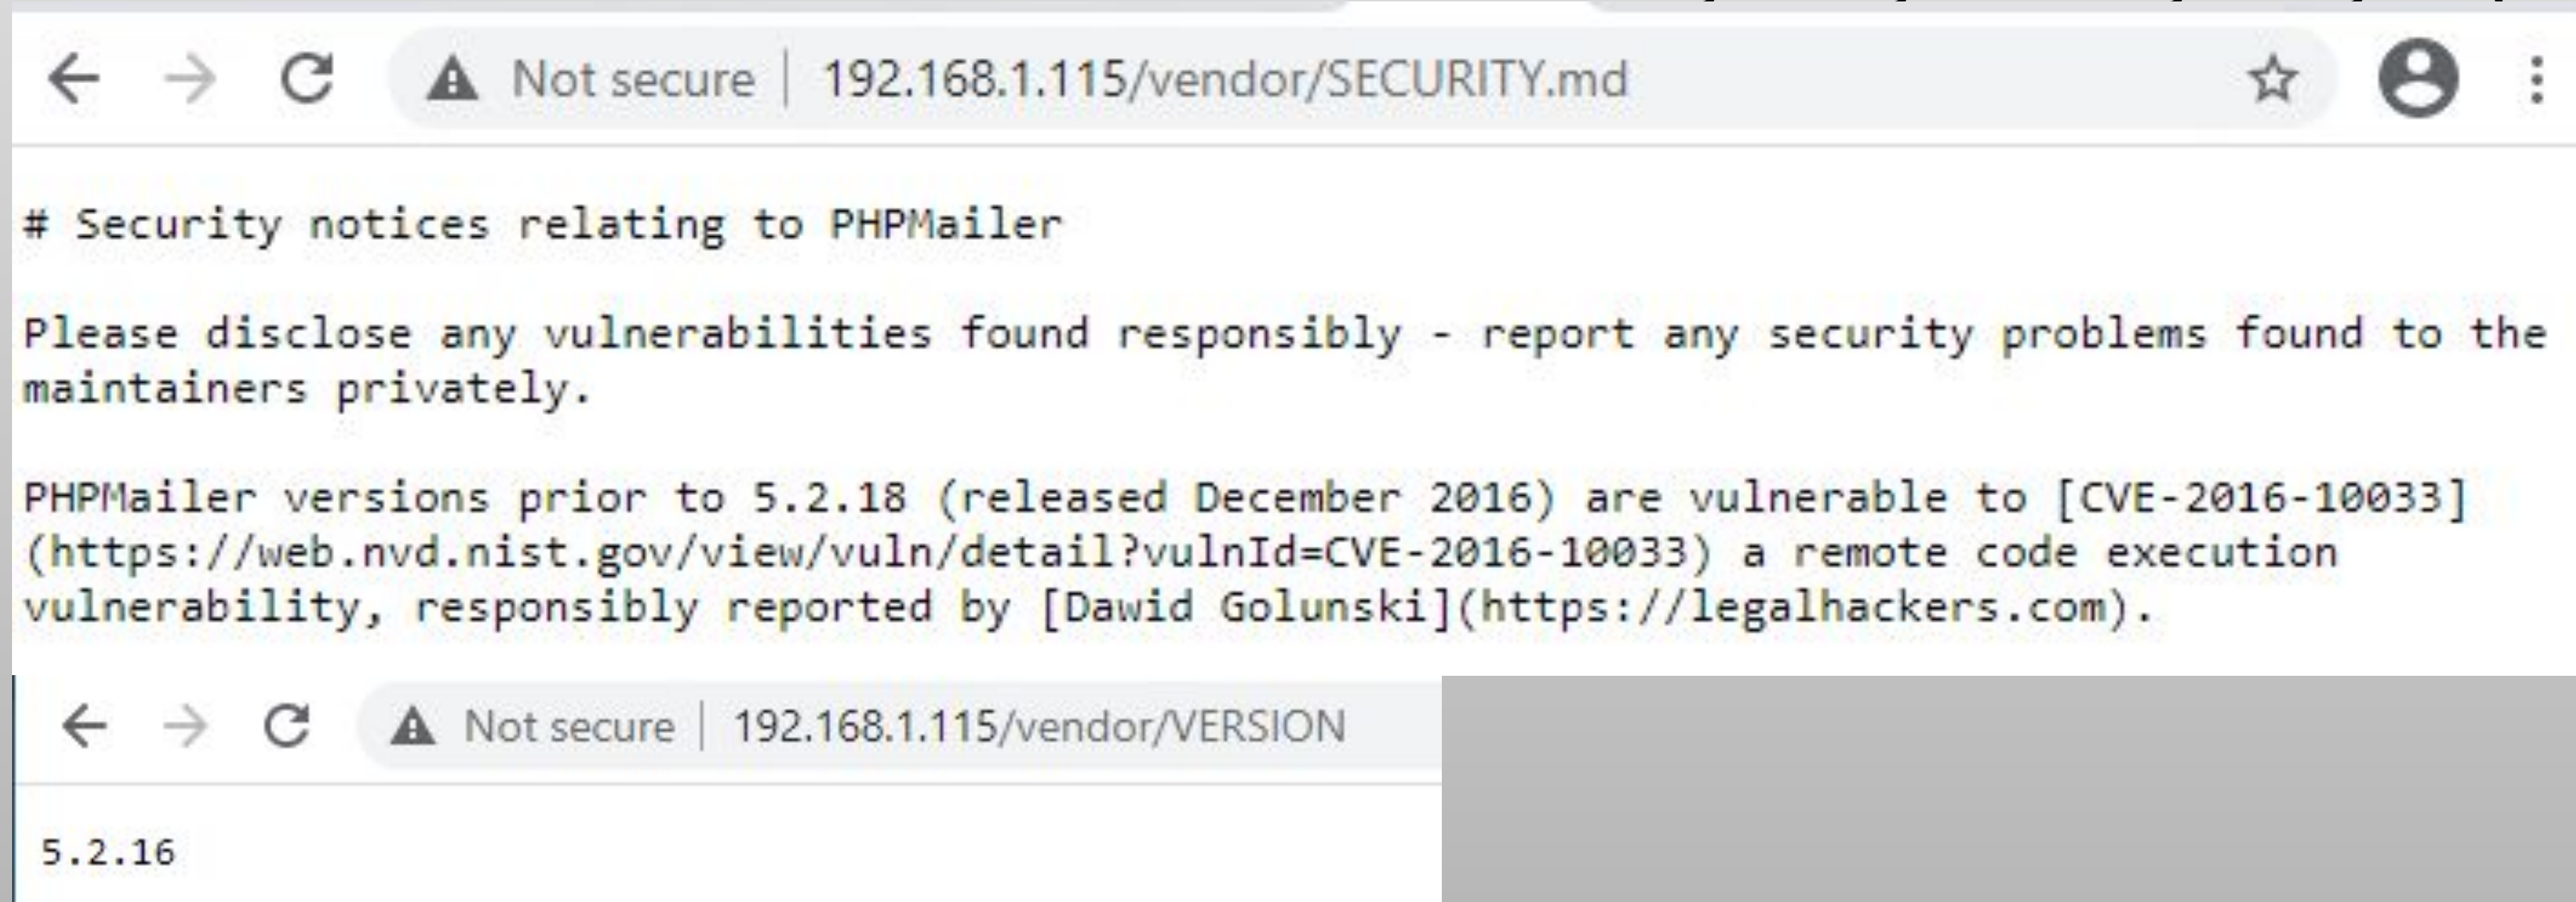 Not secure | 192.168.1.115/vendor/SECURITY.md
# Security notices relating to PHPMailer
Please disclose any vulnerabilities found responsibly - report any security problems found to the
maintainers privately.
PHPMailer versions prior to 5.2.18 (released December 2016) are vulnerable to [CVE-2016-10033]
(https://web.nvd.nist.gov/view/vuln/detail?vulnId=CVE-2016-10033) a remote code execution
vulnerability, responsibly reported by [Dawid Golunski](https://legalhackers.com).
Not secure | 192.168.1.115/vendor/VERSION
5.2.16